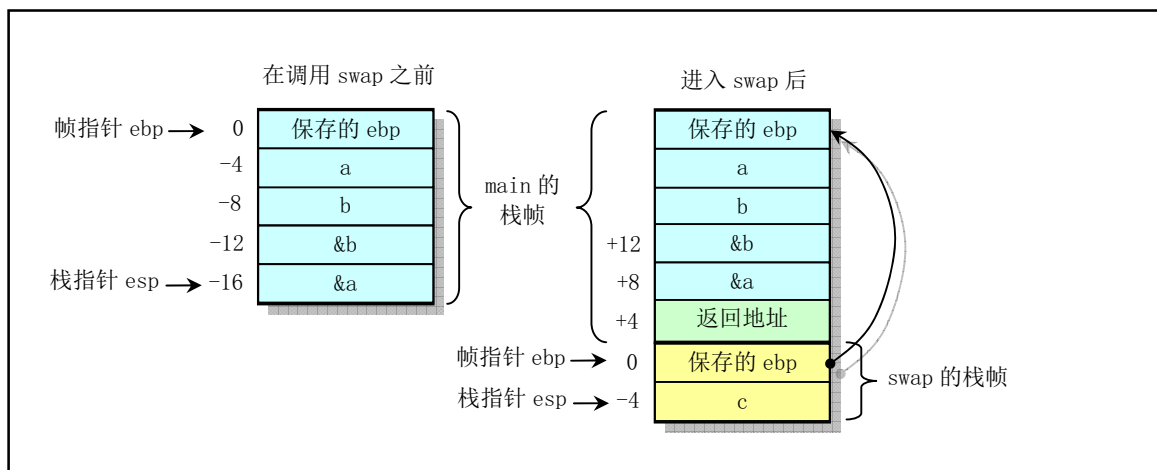 在调用 swap 之前
帧指针 ebp
0
保存的 ebp
-4
a
-8
b
-12
&b
栈指针 esp
-16
&a
main 的
栈帧
进入 swap 后
保存的 ebp
a
b
+12
&b
+8
&a
+4
返回地址
帧指针 ebp
0
保存的 ebp
栈指针 esp
-4
c
swap 的栈帧